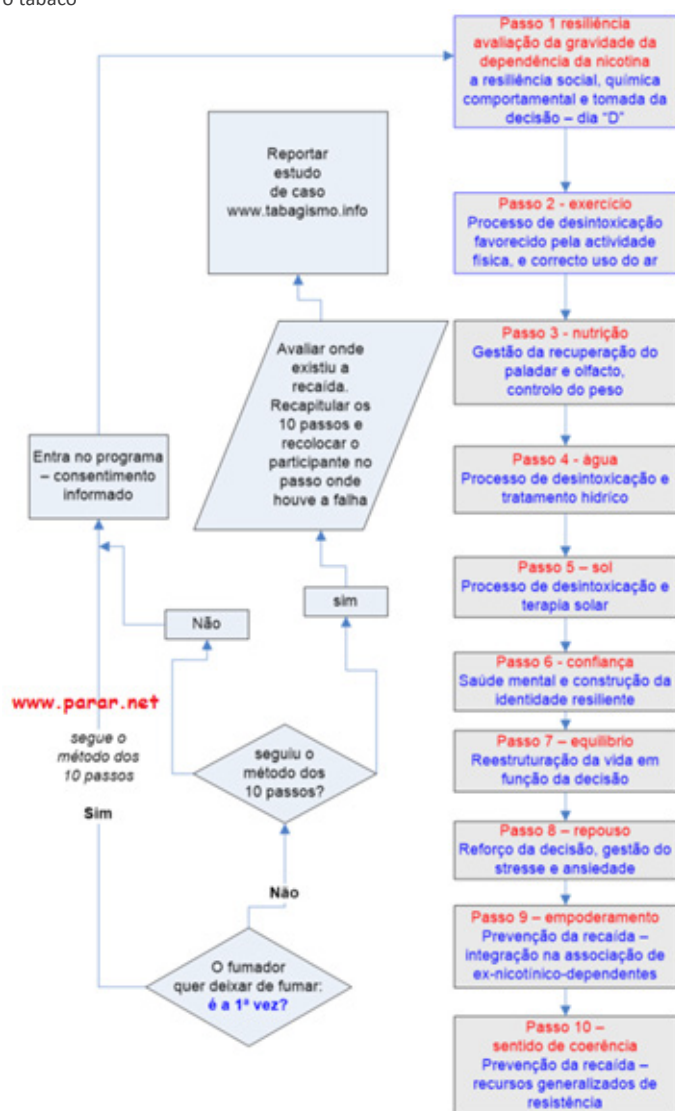 o tabaco
Passo 1 resiliência
avaliação da gravidade da
dependência da nicotina
a resiliência social, química
comportamental e tomada da
decisão – dia "D"
Reportar
estudo
de caso
www.tabagismo.info
Passo 2 - exercício
Processo de desintoxicação
favorecido pela actividade
física, e correcto uso do ar
Avaliar onde
existiu a
recaída.
Recapitular os
10 passos e
recolocar o
participante no
passo onde
houve a falha
Passo 3 - nutrição
Gestão da recuperação do
paladar e olfacto,
controlo do peso
Entra no programa
– consentimento
informado
Passo 4 - àgua
Processo de desintoxicação e
tratamento hidríco
Passo 5 – sol
Processo de desintoxicação e
terapia solar
sim
Não
Passo 6 - confiança
Saúde mental e construção da
identidade resiliente
www.parar.net
segue o
método dos
10 passos
Sim
seguiu o
método dos
10 passos?
Passo 7 – equilibrio
Reestruturação da vida em
função da decisão
Passo 8 – repouso
Reforço da decisão, gestão do
stresse e ansiedade
Não
Passo 9 – empoderamento
Prevenção da recaída –
integração na associação de
ex-nicotínico-dependentes
O fumador
quer deixar de fumar:
é a 1ª vez?
Passo 10 –
sentido de coerência
Prevenção da recaída –
recursos generalizados de
resistência